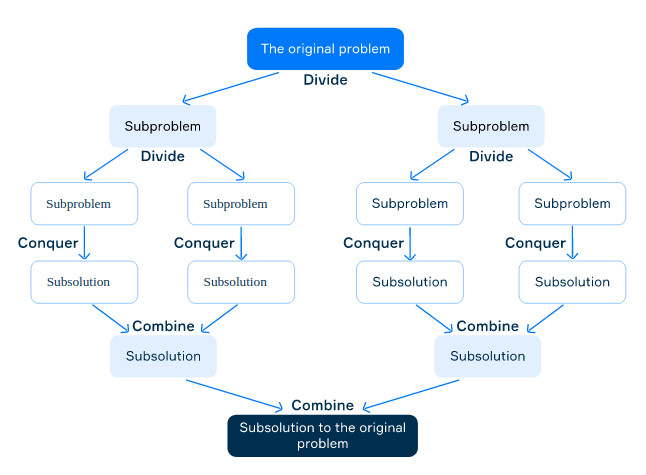 The original problem
Divide
Subproblem
Subproblem
Divide
Divide
Subproblem
Subproblem
Subproblem
Subproblem
Conquer
Conquer
Conquer
Conquer
Subsolution
Subsolution
Subsolution
Subsolution
Combine
Combine
Subsolution
Subsolution
Combine
Subsolution to the original
problem